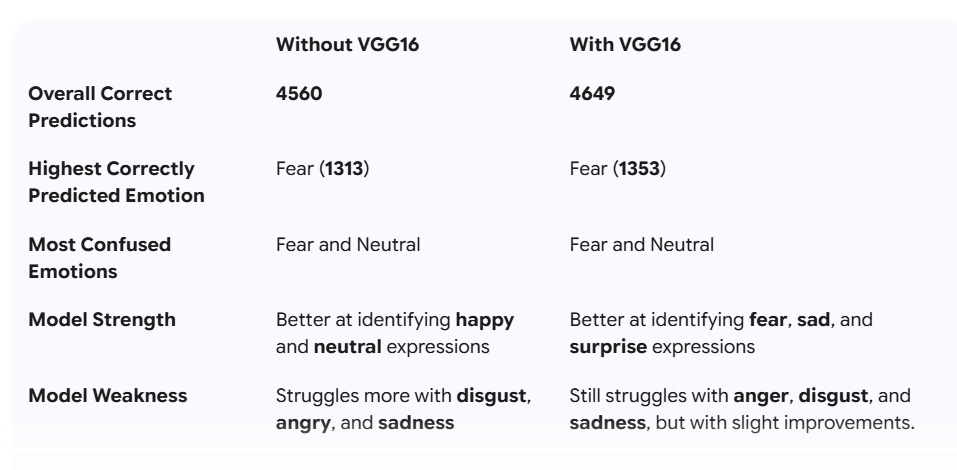 Without VGG16 With VGG16
Overall Correct 4560 4649
Predictions
Highest Correctly Fear (1313) Fear (1353)
Predicted Emotion
Most Confused Fear and Neutral Fear and Neutral
Emotions
Model Strength Better at identifying happy Better at identifying fear, sad, and
and neutral expressions surprise expressions
Model Weakness Struggles more with disgust, Still struggles with anger, disgust, and
angry, and sadness sadness, but with slight improvements.